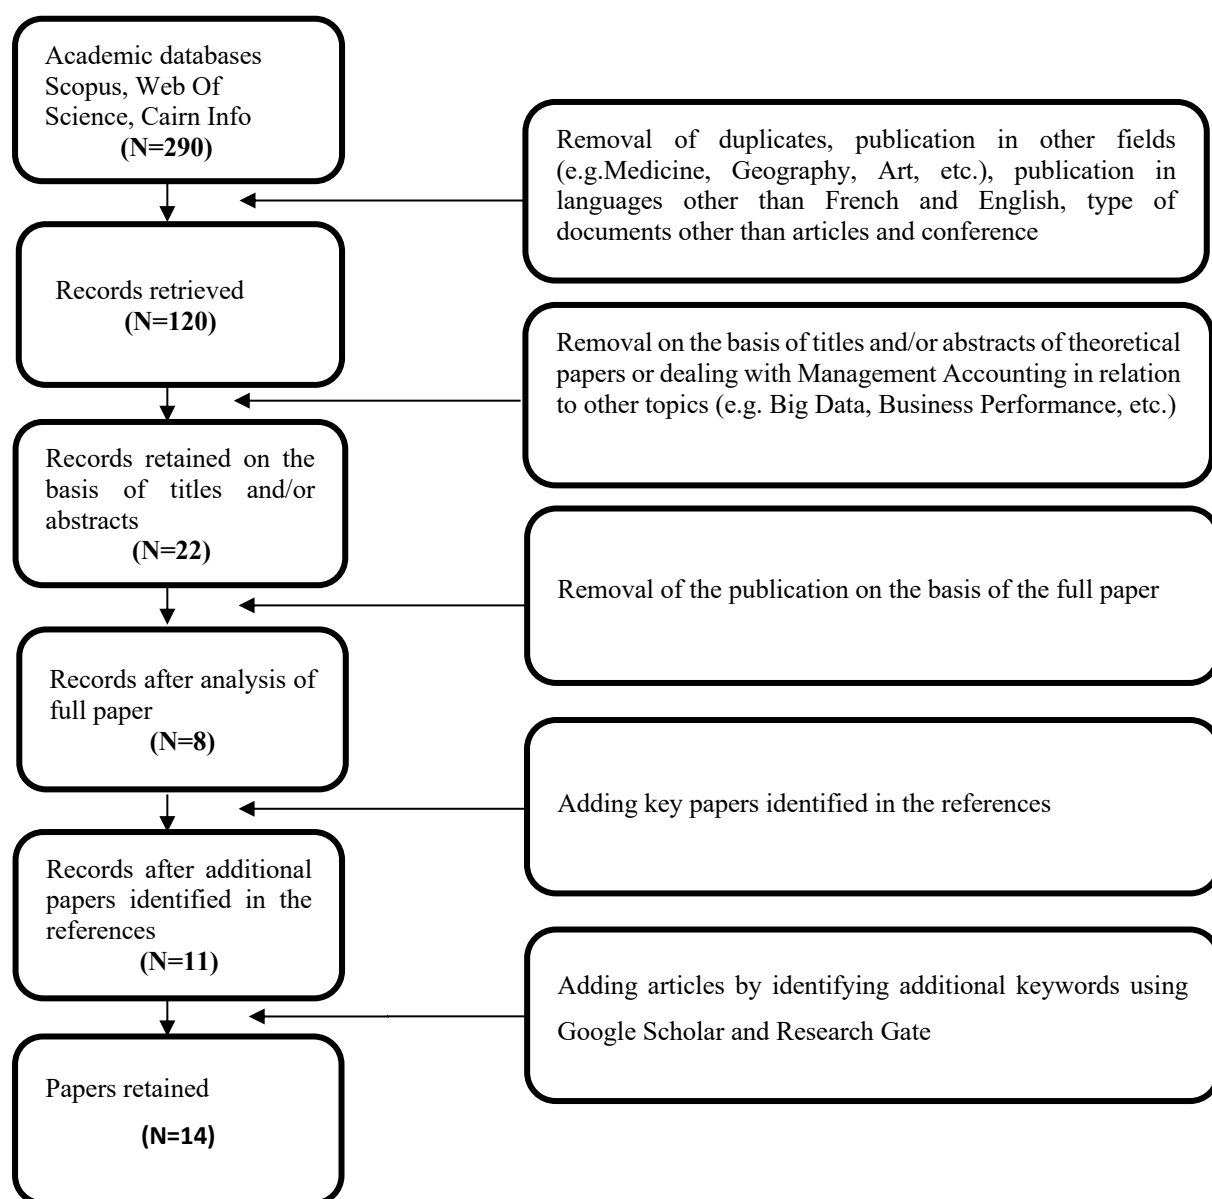 Academic databases
Scopus, Web Of
Science, Cairn Info
(N=290)
Removal of duplicates, publication in other fields
(e.g.Medicine, Geography, Art, etc.), publication in
languages other than French and English, type of
documents other than articles and conference
Records retrieved
(N=120)
Removal on the basis of titles and/or abstracts of theoretical
papers or dealing with Management Accounting in relation
to other topics (e.g. Big Data, Business Performance, etc.)
Records retained on the
basis of titles and/or
abstracts
(N=22)
Removal of the publication on the basis of the full paper
Records after analysis of
full paper
(N=8)
Adding key papers identified in the references
Records after additional
papers identified in the
references
(N=11)
Adding articles by identifying additional keywords using
Google Scholar and Research Gate
Papers retained
(N=14)